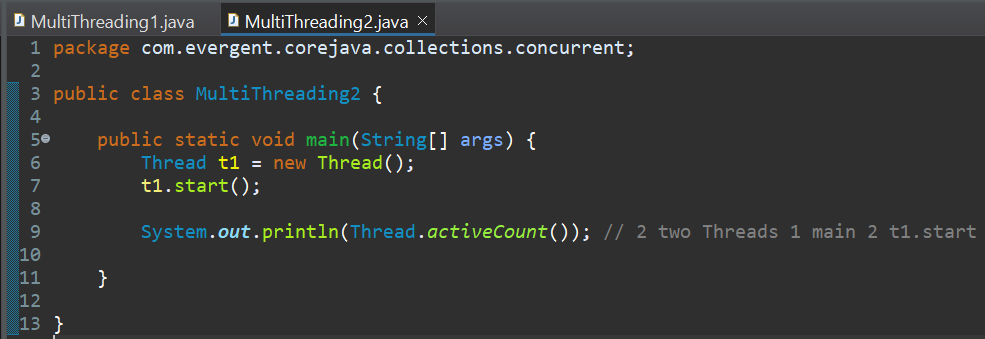 MultiThreading1.java MultiThreading2.java
1 package com.evergent.corejava.collections.concurrent;
2
3 public class MultiThreading2 {
4
5 public static void main(String[] args) {
6 Thread t1 = new Thread();
7 t1.start();
8
9 System.out.println(Thread.activeCount()); // 2 two Threads 1 main 2 t1.start
10
11 }
12
13 }